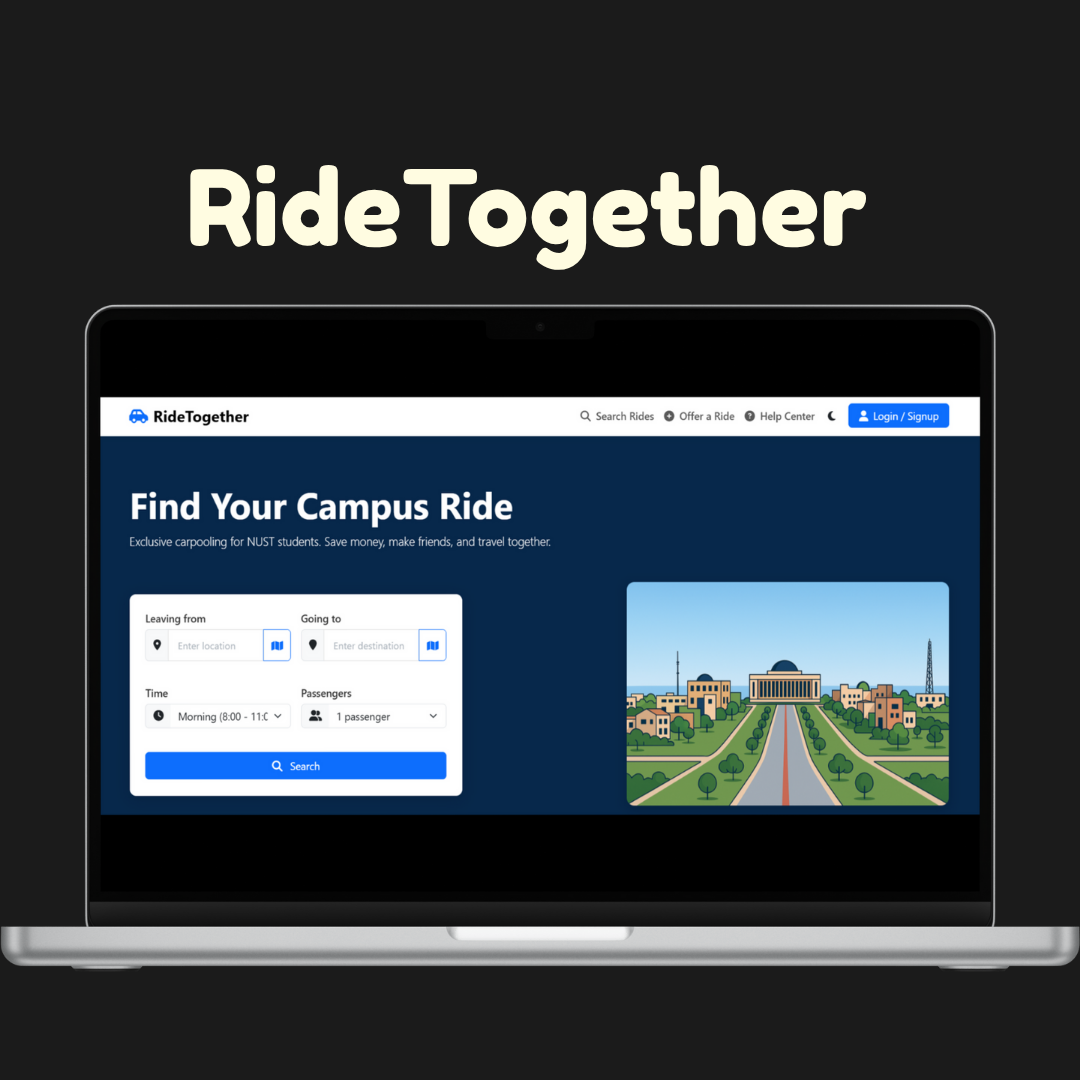 RideTogether
RideTogether
Search Rides
Offer a Ride
Help Center
Login / Signup
Find Your Campus Ride
Exclusive carpooling for NUST students. Save money, make friends, and travel together.
Leaving from
Going to
Enter location
Enter destination
Time
Passengers
Morning (8:00 - 11:0
1 passenger
Search